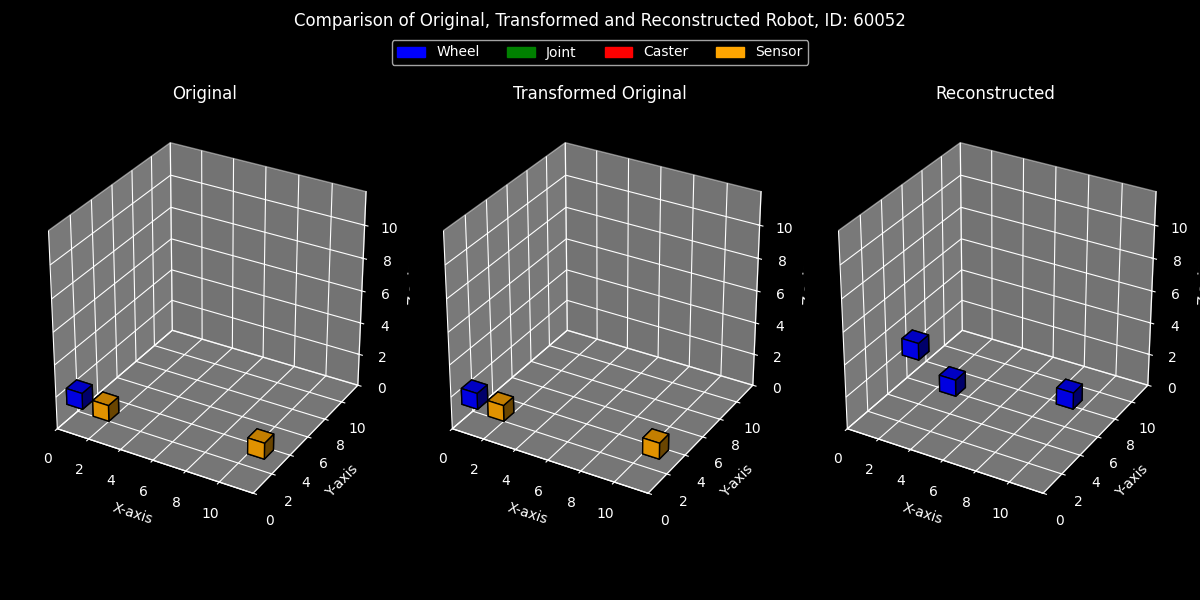 Comparison of Original, Transformed and Reconstructed Robot, ID: 60052
Wheel Joint Caster Sensor
Original Transformed Original Reconstructed
10 8 6 4 2 0
0 2 4 6 8 10
X-axis
0 2 4 6 8 10
Y-axis
10 8 6 4 2 0
0 2 4 6 8 10
X-axis
0 2 4 6 8 10
Y-axis
10 8 6 4 2 0
0 2 4 6 8 10
X-axis
0 2 4 6 8 10
Y-axis